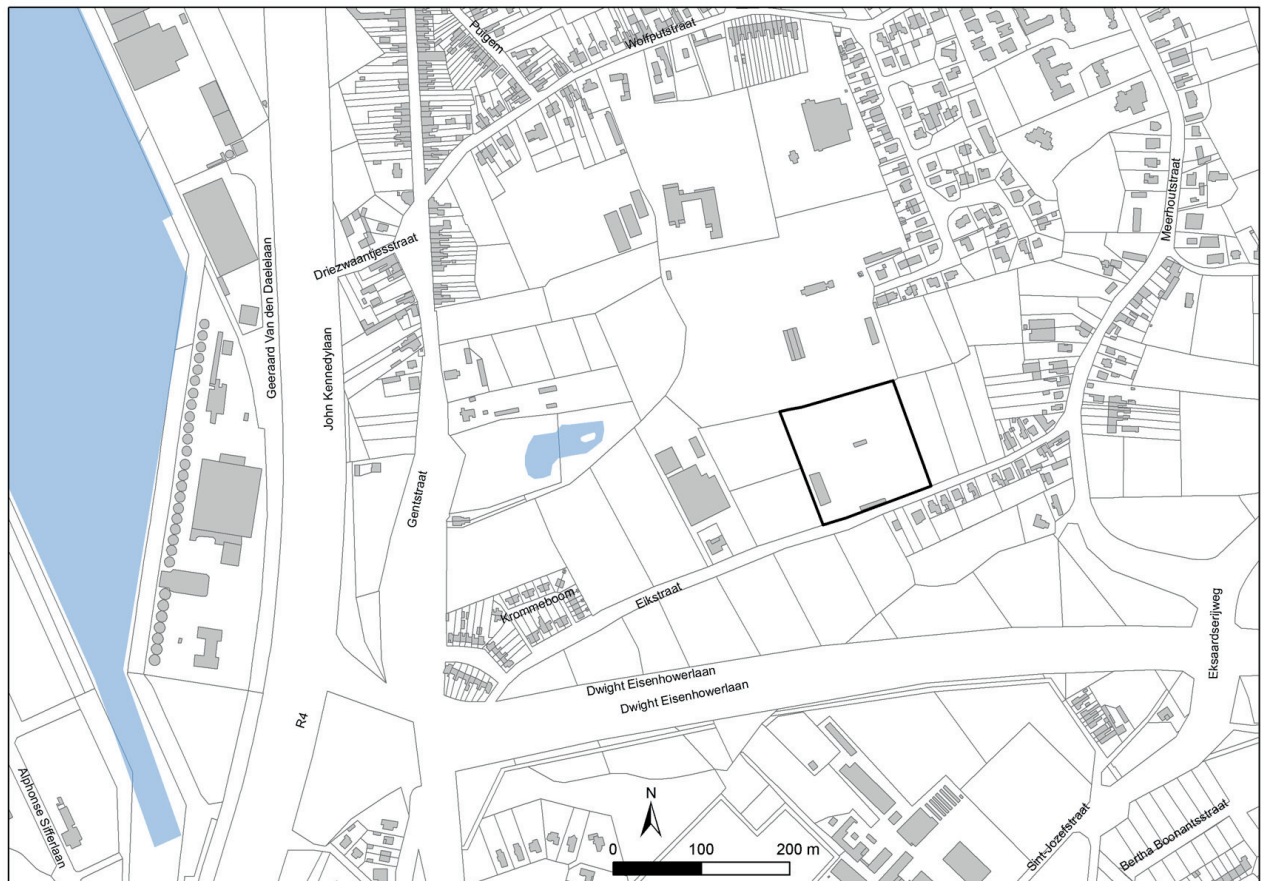 Puigem
Wolfputstraat
Meerhoutstraat
Driezwaantjesstraat
Geeraard Van den Daelelaan
John Kennedylaan
Gentstraat
Krommeboom
Eikstraat
Eksaardserijweg
Dwight Eisenhowerlaan
Dwight Eisenhowerlaan
R4
Alphonse Sifferlaan
Sint-Jozefstraat
Bertha Boonantsstraat
N
0 100 200 m